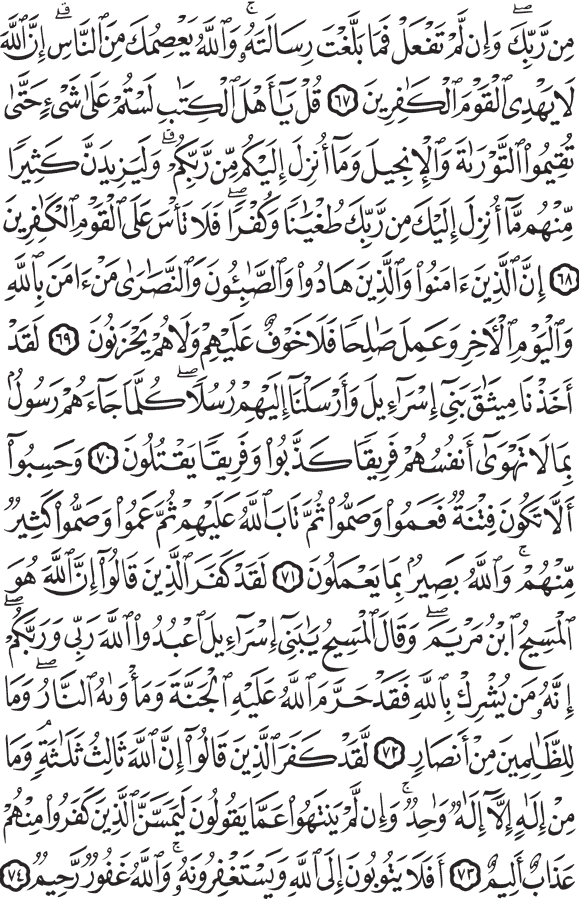 مِن رَّبِّكَ ۖ وَإِن لَّمْ تَفْعَلْ فَمَا بَلَّغْتَ رِسَالَتَهُۥ ۚ وَٱللَّهُ يَعْصِمُكَ مِنَ ٱلنَّاسِ ۗ إِنَّ ٱللَّهَ
لَا يَهْدِى ٱلْقَوْمَ ٱلْكَٰفِرِينَ ٦٧ قُلْ يَٰٓأَهْلَ ٱلْكِتَٰبِ لَسْتُمْ عَلَىٰ شَىْءٍ حَتَّىٰ
تُقِيمُوا۟ ٱلتَّوْرَىٰةَ وَٱلْإِنجِيلَ وَمَآ أُنزِلَ إِلَيْكُم مِّن رَّبِّكُمْ ۗ وَلَيَزِيدَنَّ كَثِيرًا
مِّنْهُم مَّآ أُنزِلَ إِلَيْكَ مِن رَّبِّكَ طُغْيَٰنًا وَكُفْرًا ۖ فَلَا تَأْسَ عَلَى ٱلْقَوْمِ ٱلْكَٰفِرِينَ
٦٨ إِنَّ ٱلَّذِينَ ءَامَنُوا۟ وَٱلَّذِينَ هَادُوا۟ وَٱلصَّٰبِـُٔونَ وَٱلنَّصَٰرَىٰ مَنْ ءَامَنَ بِٱللَّهِ
وَٱلْيَوْمِ ٱلْـَٔاخِرِ وَعَمِلَ صَٰلِحًا فَلَا خَوْفٌ عَلَيْهِمْ وَلَا هُمْ يَحْزَنُونَ ٦٩ لَقَدْ
أَخَذْنَا مِيثَٰقَ بَنِىٓ إِسْرَٰٓءِيلَ وَأَرْسَلْنَآ إِلَيْهِمْ رُسُلًا ۖ كُلَّمَا جَآءَهُمْ رَسُولٌۢ
بِمَا لَا تَهْوَىٰٓ أَنفُسُهُمْ فَرِيقًا كَذَّبُوا۟ وَفَرِيقًا يَقْتُلُونَ ٧٠ وَحَسِبُوٓا۟
أَلَّا تَكُونَ فِتْنَةٌ فَعَمُوا۟ وَصَمُّوا۟ ثُمَّ تَابَ ٱللَّهُ عَلَيْهِمْ ثُمَّ عَمُوا۟ وَصَمُّوا۟ كَثِيرٌ
مِّنْهُمْ ۚ وَٱللَّهُ بَصِيرٌۢ بِمَا يَعْمَلُونَ ٧١ لَقَدْ كَفَرَ ٱلَّذِينَ قَالُوٓا۟ إِنَّ ٱللَّهَ هُوَ
ٱلْمَسِيحُ ٱبْنُ مَرْيَمَ ۖ وَقَالَ ٱلْمَسِيحُ يَٰبَنِىٓ إِسْرَٰٓءِيلَ ٱعْبُدُوا۟ ٱللَّهَ رَبِّى وَرَبَّكُمْ ۖ
إِنَّهُۥ مَن يُشْرِكْ بِٱللَّهِ فَقَدْ حَرَّمَ ٱللَّهُ عَلَيْهِ ٱلْجَنَّةَ وَمَأْوَىٰهُ ٱلنَّارُ ۖ وَمَا
لِلظَّٰلِمِينَ مِنْ أَنصَارٍ ٧٢ لَّقَدْ كَفَرَ ٱلَّذِينَ قَالُوٓا۟ إِنَّ ٱللَّهَ ثَالِثُ ثَلَٰثَةٍ ۘ وَمَا
مِنْ إِلَٰهٍ إِلَّآ إِلَٰهٌ وَٰحِدٌ ۚ وَإِن لَّمْ يَنتَهُوا۟ عَمَّا يَقُولُونَ لَيَمَسَّنَّ ٱلَّذِينَ كَفَرُوا۟ مِنْهُمْ
عَذَابٌ أَلِيمٌ ٧٣ أَفَلَا يَتُوبُونَ إِلَى ٱللَّهِ وَيَسْتَغْفِرُونَهُۥ ۚ وَٱللَّهُ غَفُورٌ رَّحِيمٌ ٧٤